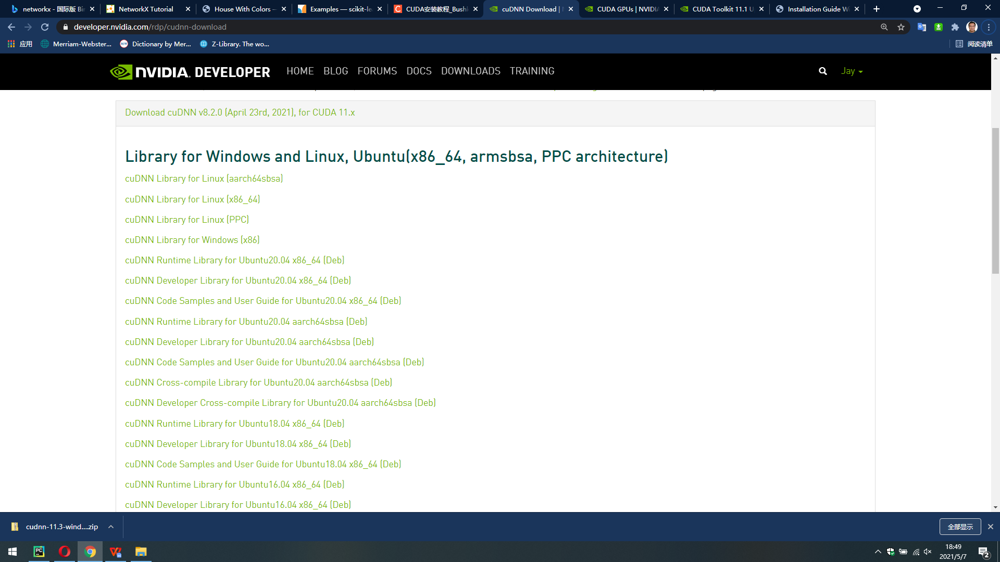 networkx - 国际版 Bi
NetworkX Tutorial
House With Colors —
Examples — scikit-le
CUDA安装教程_Bushl
cuDNN Download |
CUDA GPUs | NVIDIA
CUDA Toolkit 11.1 U
Installation Guide Wi
developer.nvidia.com/rdp/cudnn-download
应用
Merriam-Webster...
Dictionary by Mer...
Z-Library. The wo...
阅读清单
NVIDIA. DEVELOPER
HOME
BLOG
FORUMS
DOCS
DOWNLOADS
TRAINING
Jay
Download cuDNN v8.2.0 (April 23rd, 2021), for CUDA 11.x
Library for Windows and Linux, Ubuntu(x86_64, armsbsa, PPC architecture)
cuDNN Library for Linux (aarch64sbsa)
cuDNN Library for Linux (x86_64)
cuDNN Library for Linux (PPC)
cuDNN Library for Windows (x86)
cuDNN Runtime Library for Ubuntu20.04 x86_64 (Deb)
cuDNN Developer Library for Ubuntu20.04 x86_64 (Deb)
cuDNN Code Samples and User Guide for Ubuntu20.04 x86_64 (Deb)
cuDNN Runtime Library for Ubuntu20.04 aarch64sbsa (Deb)
cuDNN Developer Library for Ubuntu20.04 aarch64sbsa (Deb)
cuDNN Code Samples and User Guide for Ubuntu20.04 aarch64sbsa (Deb)
cuDNN Cross-compile Library for Ubuntu20.04 aarch64sbsa (Deb)
cuDNN Developer Cross-compile Library for Ubuntu20.04 aarch64sbsa (Deb)
cuDNN Runtime Library for Ubuntu18.04 x86_64 (Deb)
cuDNN Developer Library for Ubuntu18.04 x86_64 (Deb)
cuDNN Code Samples and User Guide for Ubuntu18.04 x86_64 (Deb)
cuDNN Runtime Library for Ubuntu16.04 x86_64 (Deb)
cuDNN Developer Library for Ubuntu16.04 x86_64 (Deb)
cudnn-11.3-wind....zip
全部显示
18:49
2021/5/7
2